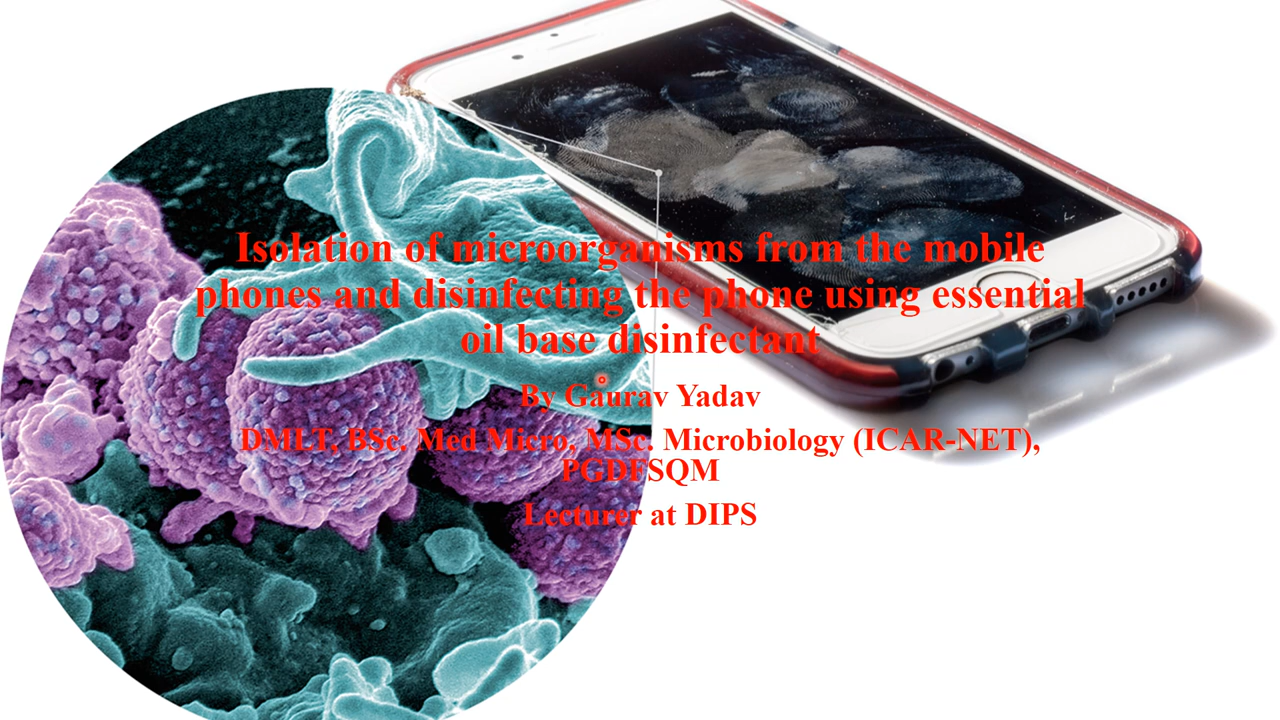 Isolation of microorganisms from the mobile
phones and disinfecting the phone using essential
oil base disinfectant
By Gaurav Yadav
DMLT, BSc. Med Micro, MSc. Microbiology (ICAR-NET),
PGDFSQM
Lecturer at DIPS